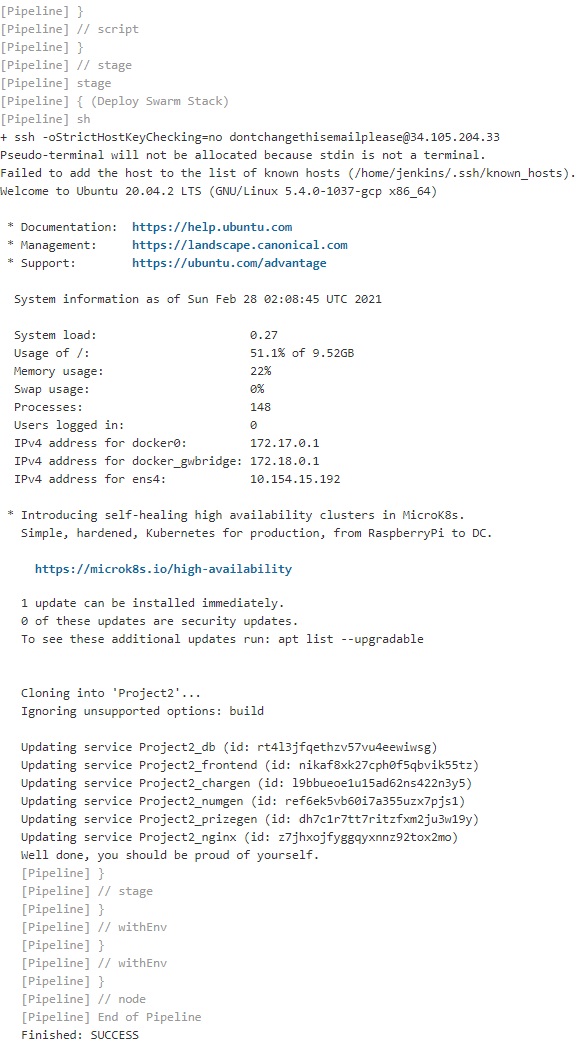 [Pipeline] }
[Pipeline] // script
[Pipeline] }
[Pipeline] // stage
[Pipeline] stage
[Pipeline] { (Deploy Swarm Stack)
[Pipeline] sh
+ ssh -oStrictHostKeyChecking=no dontchangethisemailplease@34.105.204.33
Pseudo-terminal will not be allocated because stdin is not a terminal.
Failed to add the host to the list of known hosts (/home/jenkins/.ssh/known_hosts).
Welcome to Ubuntu 20.04.2 LTS (GNU/Linux 5.4.0-1037-gcp x86_64)
* Documentation: https://help.ubuntu.com
* Management: https://landscape.canonical.com
* Support: https://ubuntu.com/advantage
System information as of Sun Feb 28 02:08:45 UTC 2021
System load: 0.27
Usage of /: 51.1% of 9.52GB
Memory usage: 22%
Swap usage: 0%
Processes: 148
Users logged in: 0
IPv4 address for docker0: 172.17.0.1
IPv4 address for docker_gwbridge: 172.18.0.1
IPv4 address for ens4: 10.154.15.192
* Introducing self-healing high availability clusters in MicroK8s.
Simple, hardened, Kubernetes for production, from RaspberryPi to DC.
https://microk8s.io/high-availability
1 update can be installed immediately.
0 of these updates are security updates.
To see these additional updates run: apt list --upgradable
Cloning into 'Project2'...
Ignoring unsupported options: build
Updating service Project2_db (id: rt4l3jfqethzv57vu4eewiwsg)
Updating service Project2_frontend (id: nikaf8xk27cph0f5qbvik55tz)
Updating service Project2_chargen (id: l9bbueoe1u15ad62ns422n3y5)
Updating service Project2_numgen (id: ref6ek5vb60i7a355uzx7pjs1)
Updating service Project2_prizegen (id: dh7c1r7tt7ritzfxm2ju3w19y)
Updating service Project2_nginx (id: z7jhxojfyggqyxnnz92tox2mo)
Well done, you should be proud of yourself.
[Pipeline] }
[Pipeline] // stage
[Pipeline] }
[Pipeline] // withEnv
[Pipeline] }
[Pipeline] // withEnv
[Pipeline] }
[Pipeline] // node
[Pipeline] End of Pipeline
Finished: SUCCESS